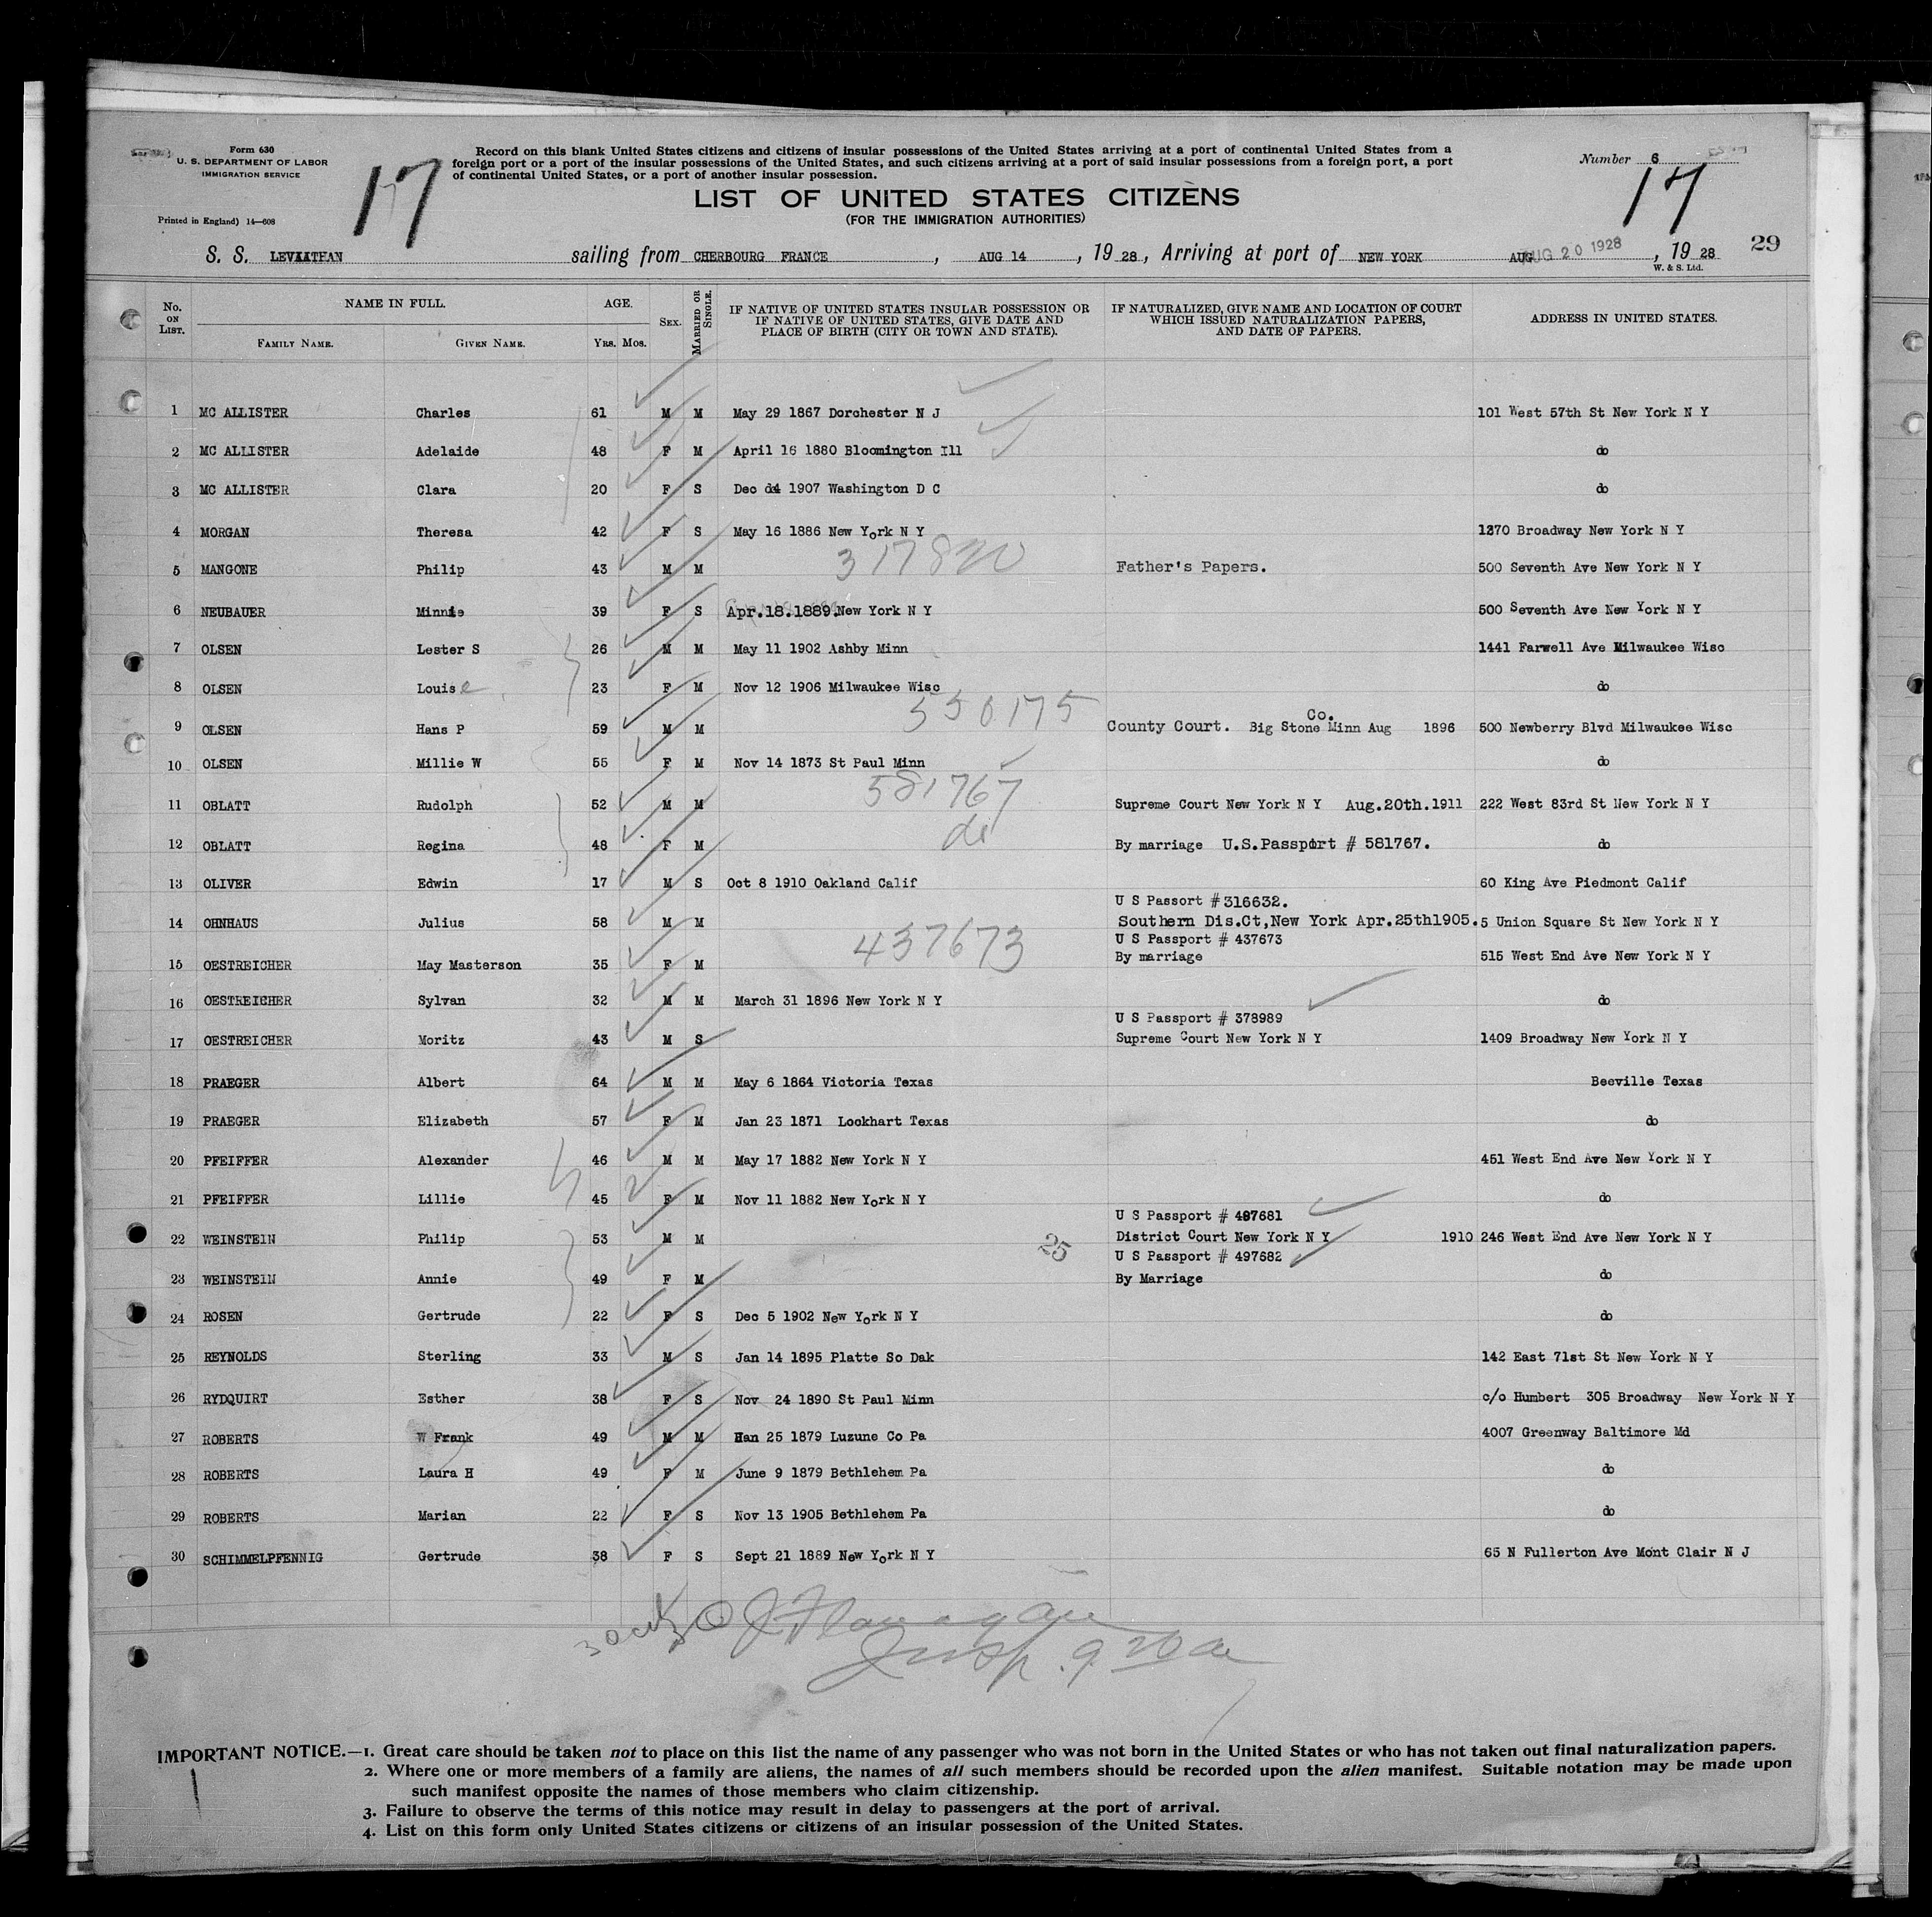 Form 630
U. S. DEPARTMENT OF LABOR
IMMIGRATION SERVICE
Printed in England) 14—608
17
Record on this blank United States citizens and citizens of insular possessions of the United States arriving at a port of continental United States from a
foreign port or a port of the insular possessions of the United States, and such citizens arriving at a port of said insular possessions from a foreign port, a port
of continental United States, or a port of another insular possession.
Number 6
17
LIST OF UNITED STATES CITIZENS
(FOR THE IMMIGRATION AUTHORITIES)
S. S. LEVIATHAN sailing from CHERBOURG FRANCE, AUG 14, 19 28, Arriving at port of NEW YORK AUG AUG 20 1928, 19 28 29
W. & S. Ltd.
No. ON LIST. NAME IN FULL. AGE. SEX. MARRIED OR SINGLE. IF NATIVE OF UNITED STATES INSULAR POSSESSION OR IF NATIVE OF UNITED STATES, GIVE DATE AND PLACE OF BIRTH (CITY OR TOWN AND STATE). IF NATURALIZED, GIVE NAME AND LOCATION OF COURT WHICH ISSUED NATURALIZATION PAPERS, AND DATE OF PAPERS. ADDRESS IN UNITED STATES.
FAMILY NAME. GIVEN NAME. YRS. MOS.
1 MC ALLISTER Charles 61 M M May 29 1867 Dorchester N J 101 West 57th St New York N Y
2 MC ALLISTER Adelaide 48 F M April 16 1880 Bloomington Ill do
3 MC ALLISTER Clara 20 F S Dec 1907 Washington D C do
4 MORGAN Theresa 42 F S May 16 1886 New York N Y 1370 Broadway New York N Y
317820
5 MANGONE Philip 43 M M Father's Papers. 500 Seventh Ave New York N Y
6 NEUBAUER Minnie 39 F S Apr.18.1889.New York N Y 500 Seventh Ave New York N Y
7 OLSEN Lester S 26 M M May 11 1902 Ashby Minn 1441 Farwell Ave Milwaukee Wisc
8 OLSEN Louise 23 F M Nov 12 1906 Milwaukee Wisc do
550175
9 OLSEN Hans P 59 M M County Court. Big Stone Co. Minn Aug 1896 500 Newberry Blvd Milwaukee Wisc
10 OLSEN Millie W 55 F M Nov 14 1873 St Paul Minn do
581767
11 OBLATT Rudolph 52 M M Supreme Court New York N Y Aug.20th.1911 222 West 83rd St New York N Y
do
12 OBLATT Regina 48 F M By marriage U.S.Passport # 581767. do
13 OLIVER Edwin 17 M S Oct 8 1910 Oakland Calif 60 King Ave Piedmont Calif
U S Passort #316632.
14 OHNHAUS Julius 58 M M Southern Dis.Ct,New York Apr.25th1905. 5 Union Square St New York N Y
437673 U S Passport # 437673
15 OESTREICHER May Masterson 35 F M By marriage 515 West End Ave New York N Y
16 OESTREICHER Sylvan 32 M M March 31 1896 New York N Y do
U S Passport # 378989
17 OESTREICHER Moritz 43 M S Supreme Court New York N Y 1409 Broadway New York N Y
18 PRAEGER Albert 64 M M May 6 1864 Victoria Texas Beeville Texas
19 PRAEGER Elizabeth 57 F M Jan 23 1871 Lockhart Texas do
20 PFEIFFER Alexander 46 M M May 17 1882 New York N Y 451 West End Ave New York N Y
21 PFEIFFER Lillie 45 F M Nov 11 1882 New York N Y do
U S Passport # 497681
22 WEINSTEIN Philip 53 M M 25 District Court New York N Y 1910 246 West End Ave New York N Y
U S Passport # 497682
23 WEINSTEIN Annie 49 F M By Marriage do
24 ROSEN Gertrude 22 F S Dec 5 1902 New York N Y do
25 REYNOLDS Sterling 33 M S Jan 14 1895 Platte So Dak 142 East 71st St New York N Y
26 RYDQUIRT Esther 38 F S Nov 24 1890 St Paul Minn c/o Humbert 305 Broadway New York N Y
27 ROBERTS W Frank 49 M M Jan 25 1879 Luzune Co Pa 4007 Greenway Baltimore Md
28 ROBERTS Laura H 49 F M June 9 1879 Bethlehem Pa do
29 ROBERTS Marian 22 F S Nov 13 1905 Bethlehem Pa do
30 SCHIMMELPFENNIG Gertrude 38 F S Sept 21 1889 New York N Y 65 N Fullerton Ave Mont Clair N J
J Flanagan
Insp.
IMPORTANT NOTICE.—1. Great care should be taken not to place on this list the name of any passenger who was not born in the United States or who has not taken out final naturalization papers.
2. Where one or more members of a family are aliens, the names of all such members should be recorded upon the alien manifest. Suitable notation may be made upon
such manifest opposite the names of those members who claim citizenship.
3. Failure to observe the terms of this notice may result in delay to passengers at the port of arrival.
4. List on this form only United States citizens or citizens of an insular possession of the United States.